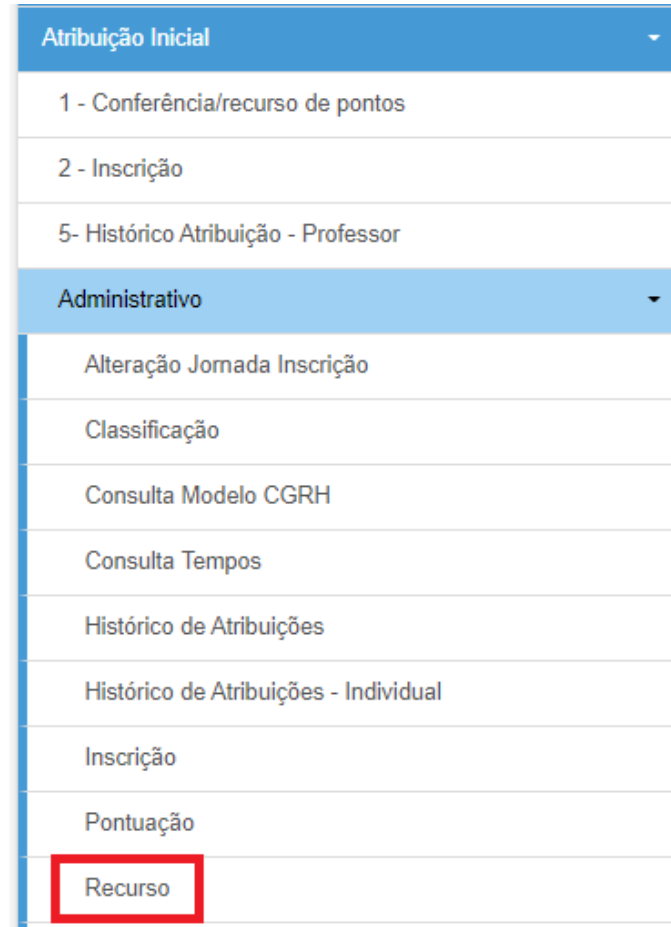 Atribuição Inicial
1 - Conferência/recurso de pontos
2 - Inscrição
5- Histórico Atribuição - Professor
Administrativo
Alteração Jornada Inscrição
Classificação
Consulta Modelo CGRH
Consulta Tempos
Histórico de Atribuições
Histórico de Atribuições - Individual
Inscrição
Pontuação
Recurso